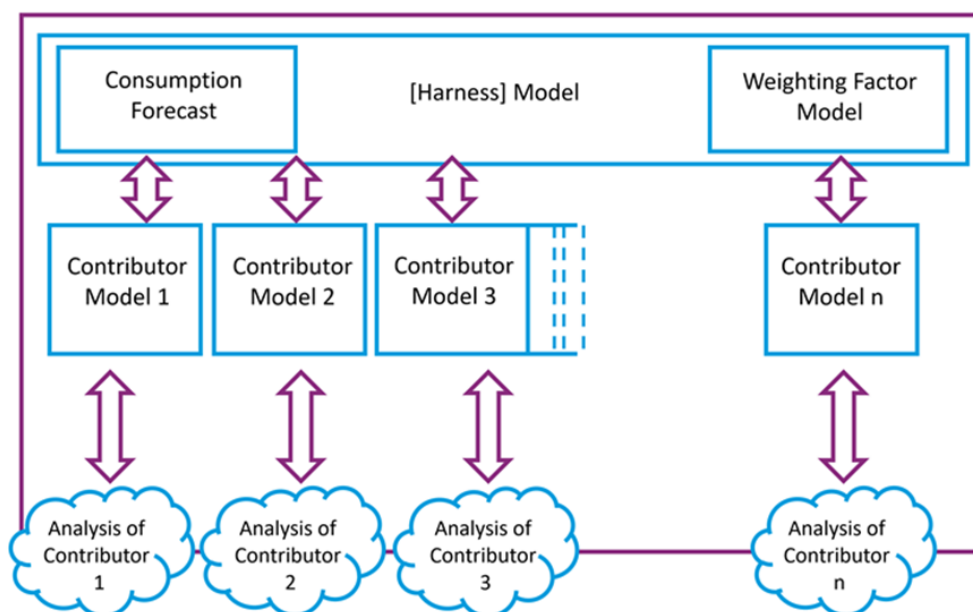 Consumption
Forecast
[Harness] Model
Weighting Factor
Model
Contributor
Model 1
Contributor
Model 2
Contributor
Model 3
Contributor
Model n
Analysis of
Contributor
1
Analysis of
Contributor
2
Analysis of
Contributor
3
Analysis of
Contributor
n